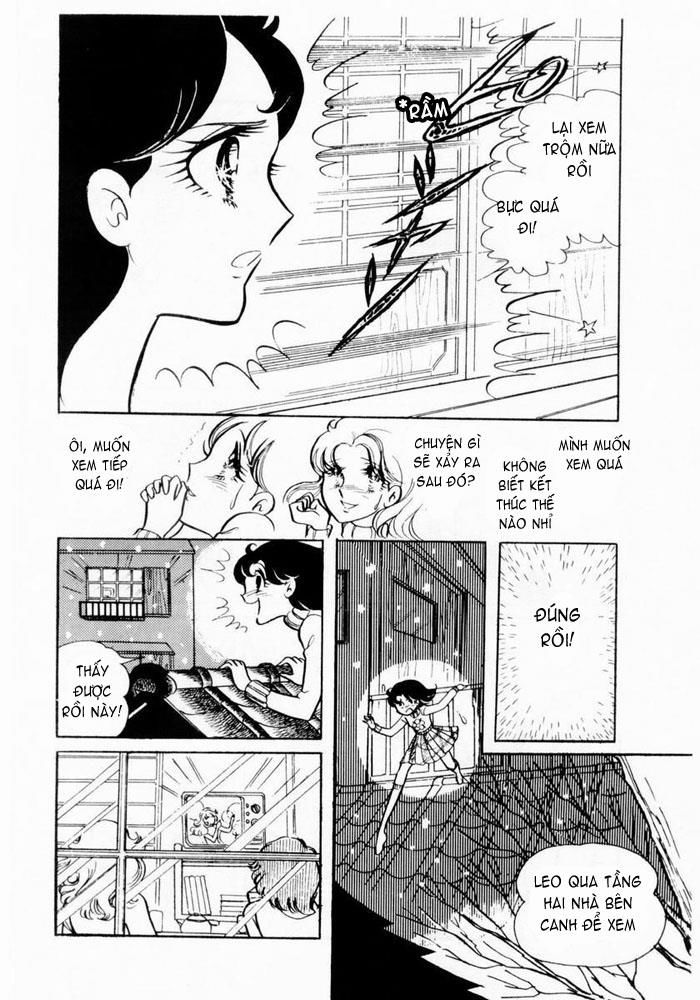 *RẦM
LẠI XEM
TRỘM NỮA
RỒI
BỰC QUÁ
ĐI!
ÔI, MUỐN
XEM TIẾP
QUÁ ĐI!
CHUYỆN GÌ
SẼ XẢY RA
SAU ĐÓ?
KHÔNG
BIẾT KẾT
THÚC THẾ
NÀO NHỈ
MÌNH MUỐN
XEM QUÁ
ĐÚNG
RỒI!
THẤY
ĐƯỢC
RỒI NÀY!
LEO QUA TẦNG
HAI NHÀ BÊN
CANH ĐỂ XEM